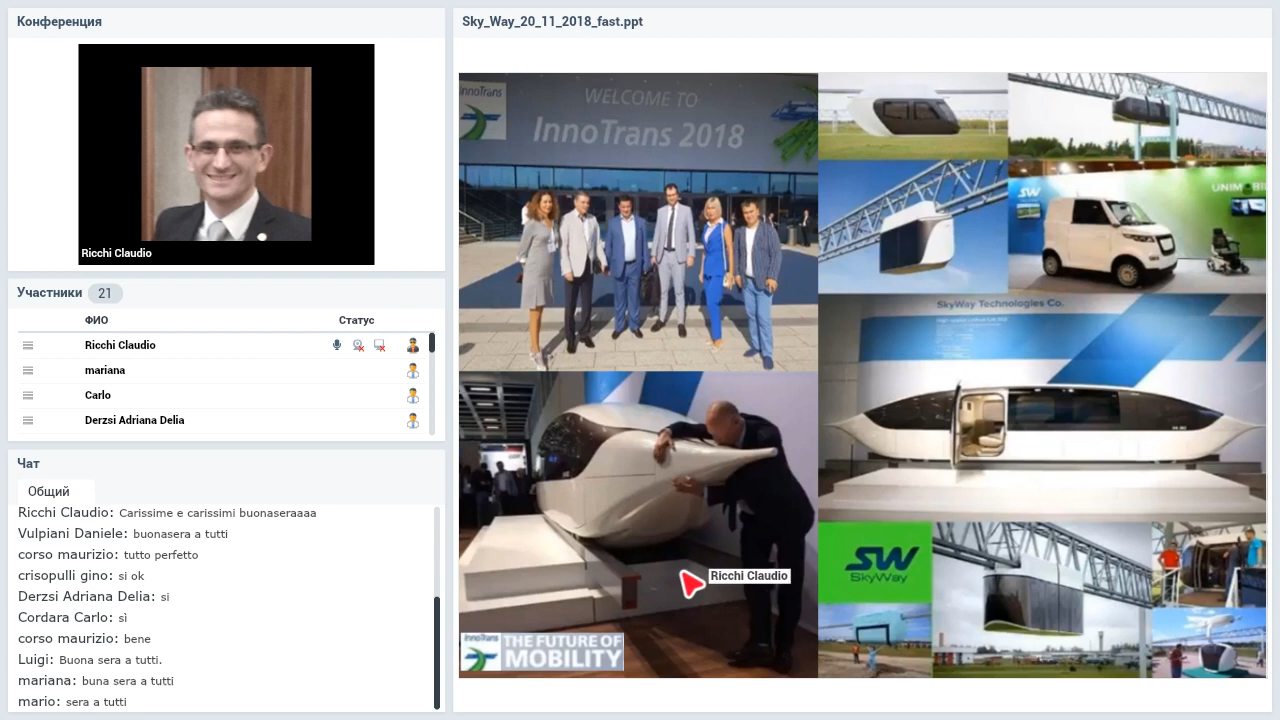 Конференция
Ricchi Claudio
Участники 21
ФИО Статус
Ricchi Claudio
mariana
Carlo
Derzsi Adriana Delia
Чат
Общий
Ricchi Claudio: Carissime e carissimi buonaseraaaa
Vulpiani Daniele: buonasera a tutti
corso maurizio: tutto perfetto
crisopulli gino: si ok
Derzsi Adriana Delia: si
Cordara Carlo: sì
corso maurizio: bene
Luigi: Buona sera a tutti.
mariana: buna sera a tutti
mario: sera a tutti
Sky_Way_20_11_2018_fast.ppt
InnoTrans
WELCOME TO
InnoTrans 2018
SW
UNIM
SkyWay Technologies Co.
Ricchi Claudio
InnoTrans
THE FUTURE OF
MOBILITY
SW
SkyWay